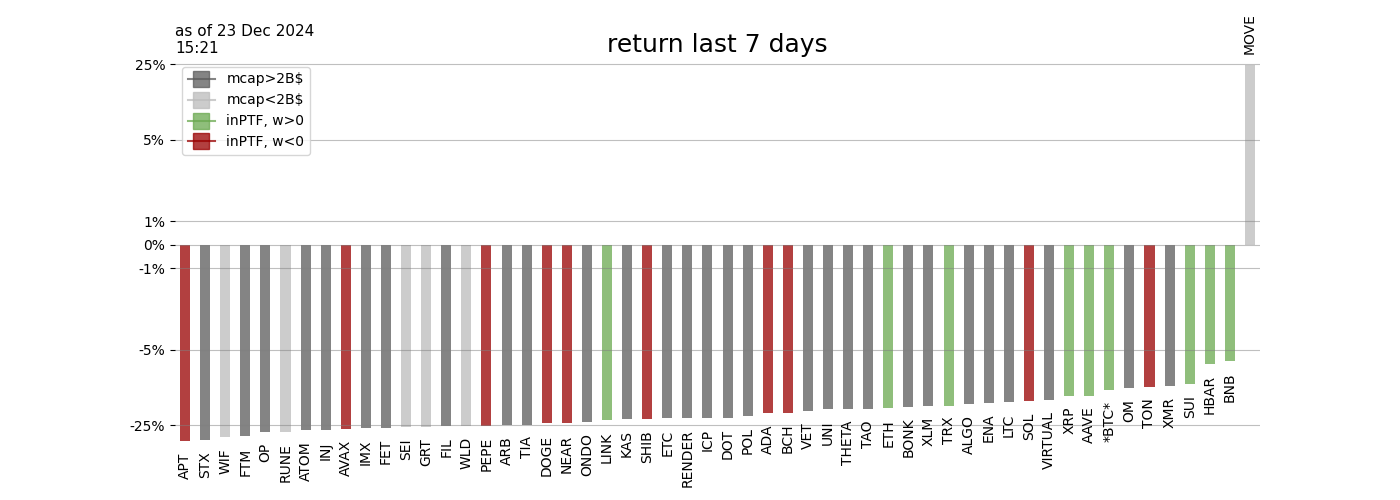 as of 23 Dec 2024
15:21
return last 7 days
MOVE
25%
5%
1%
0%
-1%
-5%
-25%
mcap>2B$
mcap<2B$
inPTF, w>0
inPTF, w<0
APT
STX
WIF
FTM
OP
RUNE
ATOM
INJ
AVAX
IMX
FET
SEI
GRT
FIL
WLD
PEPE
ARB
TIA
DOGE
NEAR
ONDO
LINK
KAS
SHIB
ETC
RENDER
ICP
DOT
POL
ADA
BCH
VET
UNI
THETA
TAO
ETH
BONK
XLM
TRX
ALGO
ENA
LTC
SOL
VIRTUAL
XRP
AAVE
*BTC*
OM
TON
XMR
SUI
HBAR
BNB